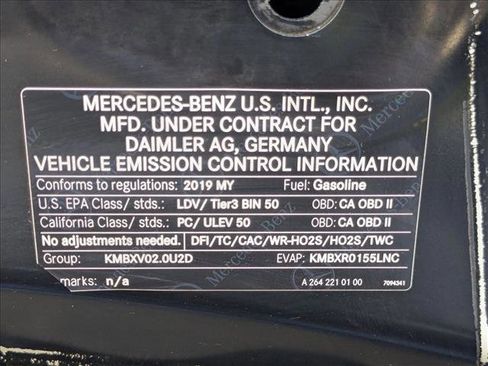 MERCEDES-BENZ U.S. INTL., INC.
MFD. UNDER CONTRACT FOR
DAIMLER AG, GERMANY
VEHICLE EMISSION CONTROL INFORMATION
Conforms to regulations: 2019 MY Fuel: Gasoline
U.S. EPA Class/ stds.: LDV/ Tier3 BIN 50 OBD: CA OBD II
California Class/ stds.: PC/ ULEV 50 OBD: CA OBD II
No adjustments needed. DFI/TC/CAC/WR-HO2S/HO2S/TWC
Group: KMBXV02.0U2D EVAP: KMBXR0155LNC
marks: n/a A 264 221 01 00 7094341